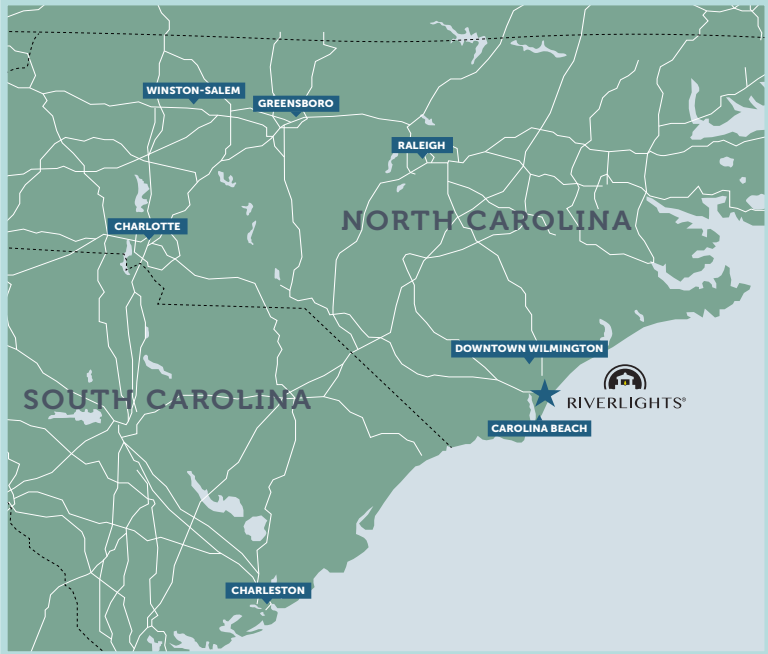 WINSTON-SALEM
GREENSBORO
RALEIGH
NORTH CAROLINA
CHARLOTTE
DOWNTOWN WILMINGTON
SOUTH CAROLINA
RIVERLIGHTS®
CAROLINA BEACH
CHARLESTON